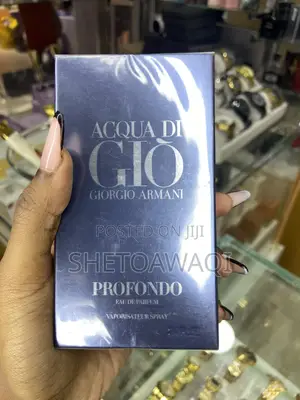 ACQUA DI
GIÒ
GIORGIO ARMANI
POSTED ON JIJI
SHETOAWAQI
PROFONDO
EAU DE PARFUM
VAPORISATEUR SPRAY